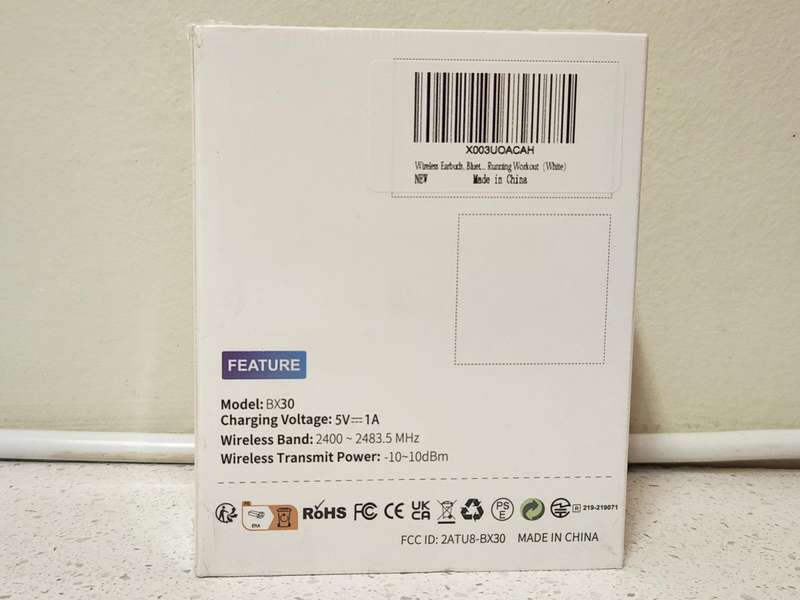 X003UOACAH
Wireless Earbuds, Bluet... Running Workout (White)
NEW Made in China
FEATURE
Model: BX30
Charging Voltage: 5V⎓1A
Wireless Band: 2400 ~ 2483.5 MHz
Wireless Transmit Power: -10~10dBm
RoHS FC CE UK CA PS E R 219-219071
FCC ID: 2ATU8-BX30 MADE IN CHINA